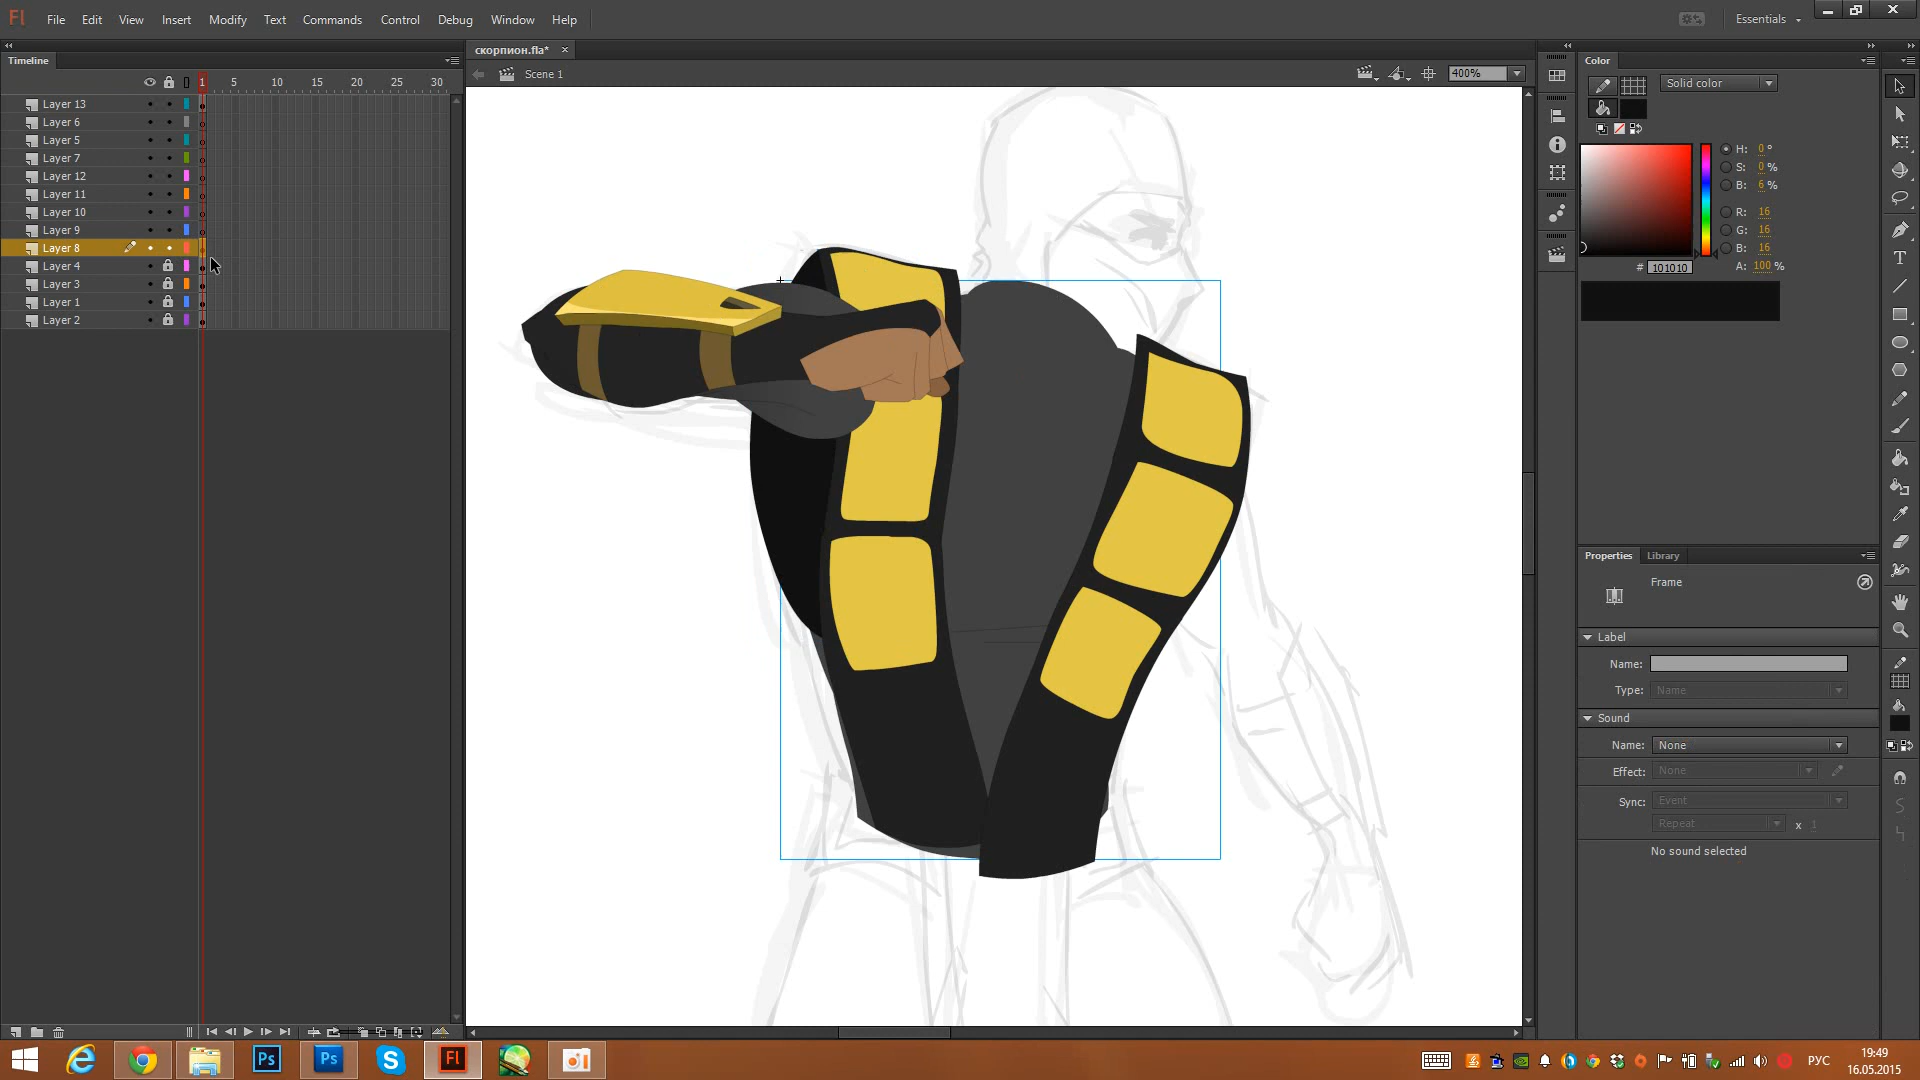 Fl File Edit View Insert Modify Text Commands Control Debug Window Help Essentials
Timeline
скорпион.fla*
Scene 1
400%
1 5 10 15 20 25 30
Layer 13
Layer 6
Layer 5
Layer 7
Layer 12
Layer 11
Layer 10
Layer 9
Layer 8
Layer 4
Layer 3
Layer 1
Layer 2
Color
Solid color
H: 0 °
S: 0 %
B: 6 %
R: 16
G: 16
B: 16
# 101010
A: 100 %
Properties Library
Frame
Label
Name:
Type: Name
Sound
Name: None
Effect: None
Sync: Event
Repeat x 1
No sound selected
T
Ps Ps S Fl
РУС
19:49
16.05.2015